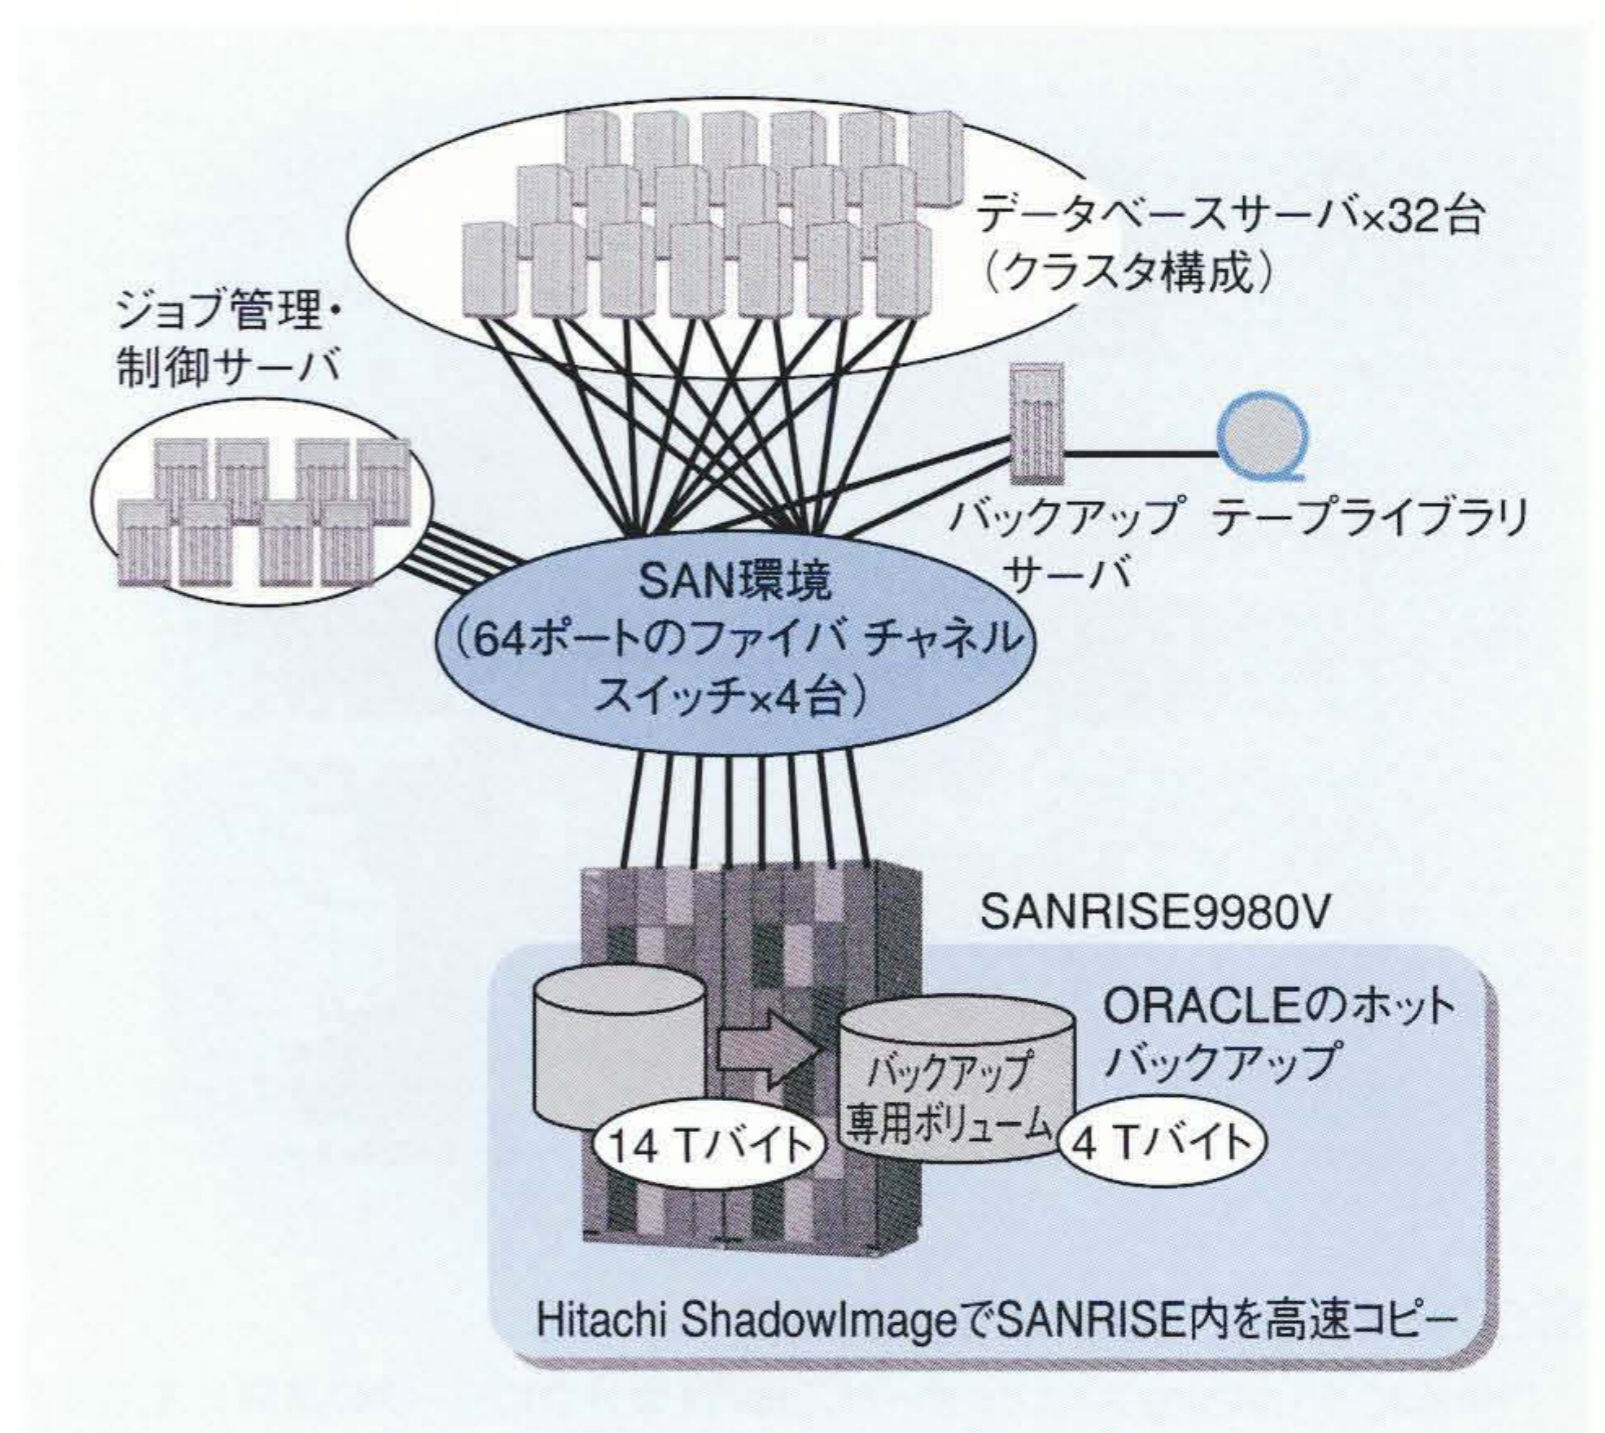 データベースサーバ×32台
（クラスタ構成）
ジョブ管理・
制御サーバ
バックアップ
サーバ
テープライブラリ
SAN環境
（64ポートのファイバ チャネル
スイッチ×4台）
SANRISE9980V
ORACLEのホット
バックアップ
バックアップ
専用ボリューム
14 Tバイト
4 Tバイト
Hitachi ShadowImageでSANRISE内を高速コピー